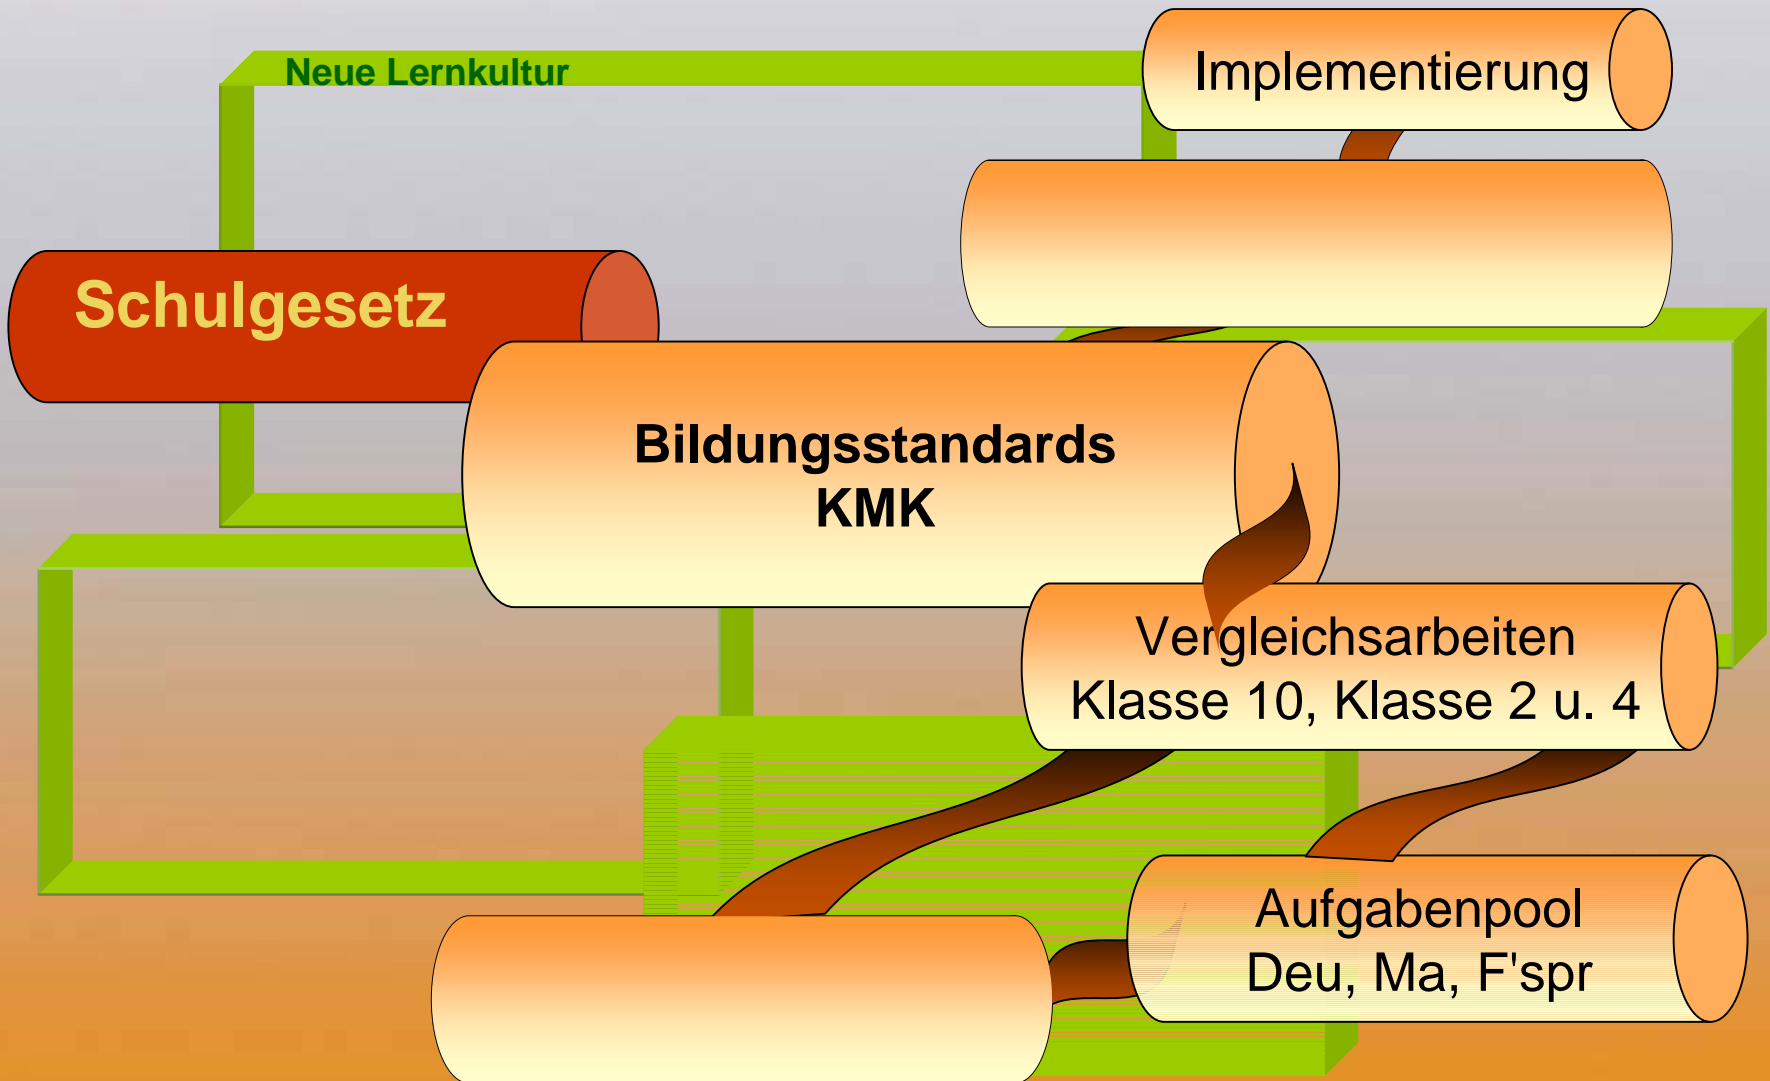 Neue Lernkultur
Implementierung
Schulgesetz
Bildungsstandards
KMK
Vergleichsarbeiten
Klasse 10, Klasse 2 u. 4
Aufgabenpool
Deu, Ma, F'spr